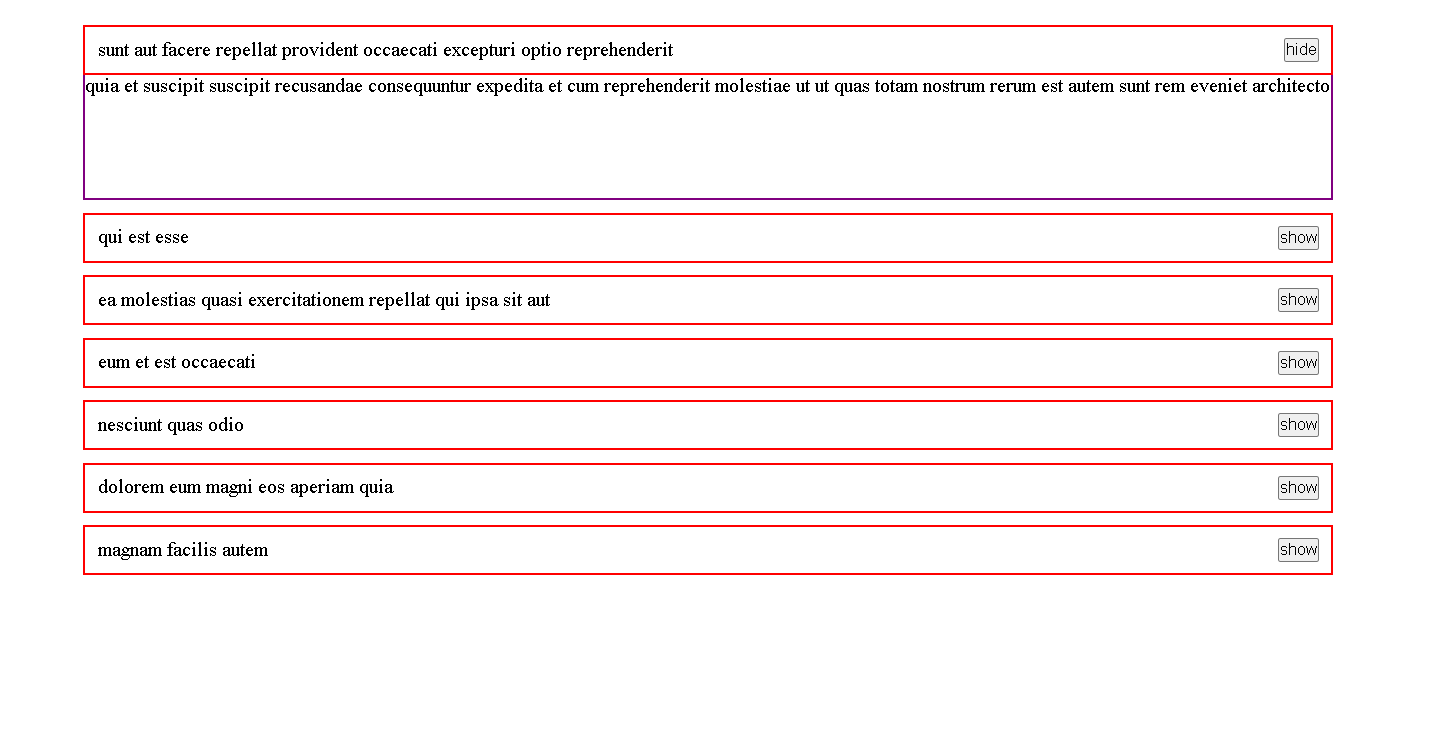 sunt aut facere repellat provident occaecati excepturi optio reprehenderit hide
quia et suscipit suscipit recusandae consequuntur expedita et cum reprehenderit molestiae ut ut quas totam nostrum rerum est autem sunt rem eveniet architecto
qui est esse show
ea molestias quasi exercitationem repellat qui ipsa sit aut show
eum et est occaecati show
nesciunt quas odio show
dolorem eum magni eos aperiam quia show
magnam facilis autem show